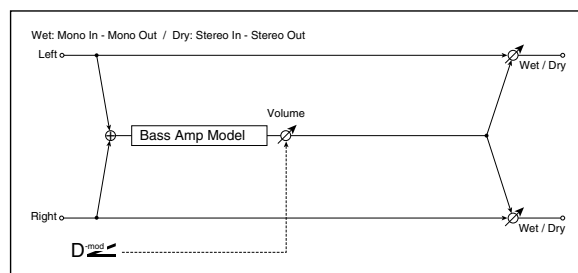 Wet: Mono In - Mono Out / Dry: Stereo In - Stereo Out
Left
Wet / Dry
Volume
Bass Amp Model
Right
Wet / Dry
D-mod